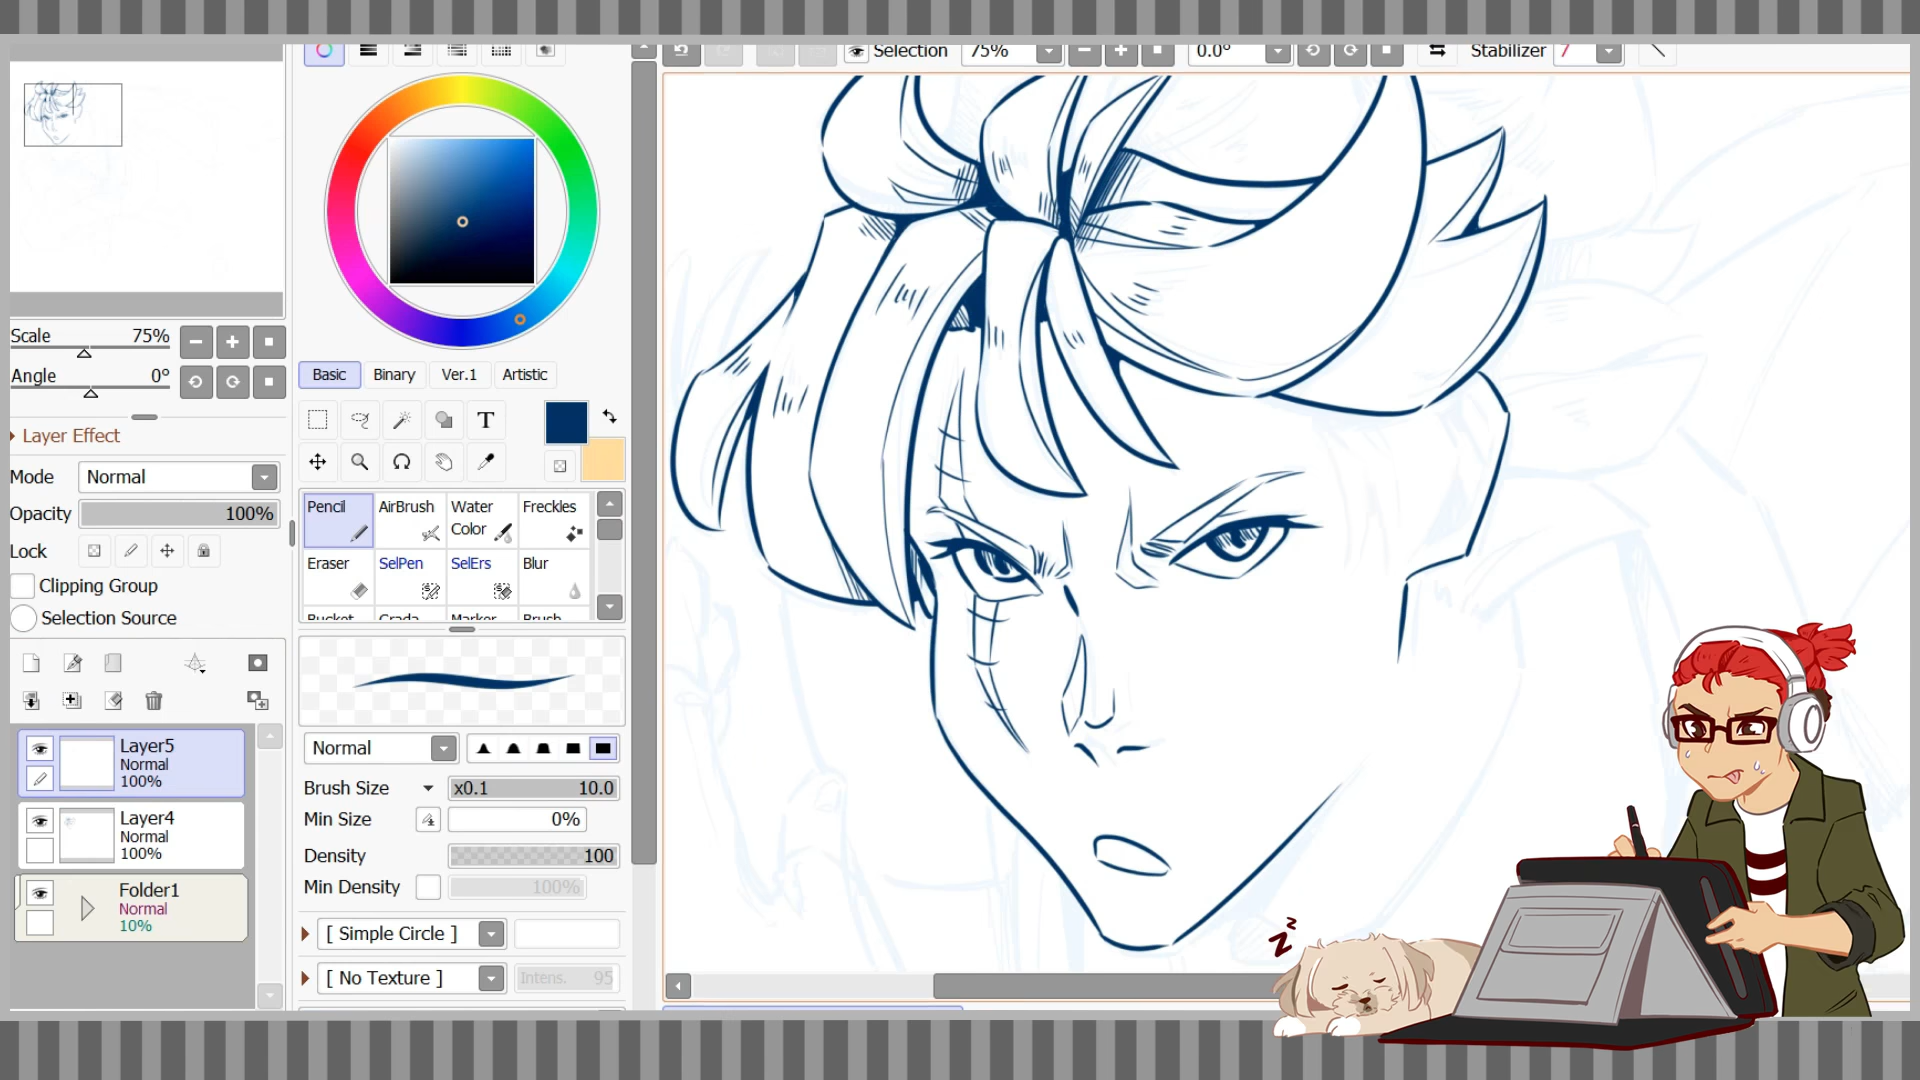 Selection 75% 0.0° Stabilizer 7
Scale 75%
Angle 0°
Layer Effect
Mode Normal
Opacity 100%
Lock
Clipping Group
Selection Source
Layer5
Normal
100%
Layer4
Normal
100%
Folder1
Normal
10%
Basic Binary Ver.1 Artistic
T
Pencil AirBrush Water Color Freckles
Eraser SelPen SelErs Blur
Bucket Grada Marker Brush
Normal
Brush Size x0.1 10.0
Min Size 0%
Density 100
Min Density 100%
[ Simple Circle ]
[ No Texture ] Intens. 95
z z